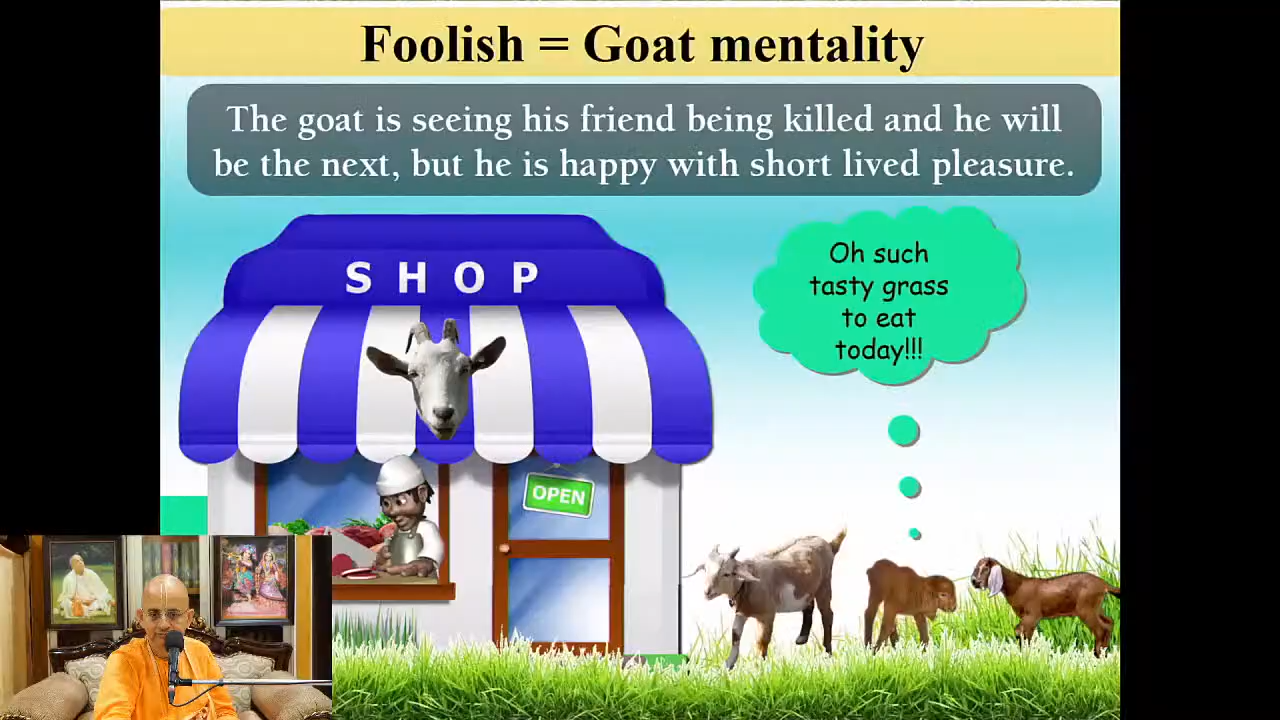 Foolish = Goat mentality
The goat is seeing his friend being killed and he will
be the next, but he is happy with short lived pleasure.
SHOP
Oh such
tasty grass
to eat
today!!!
OPEN